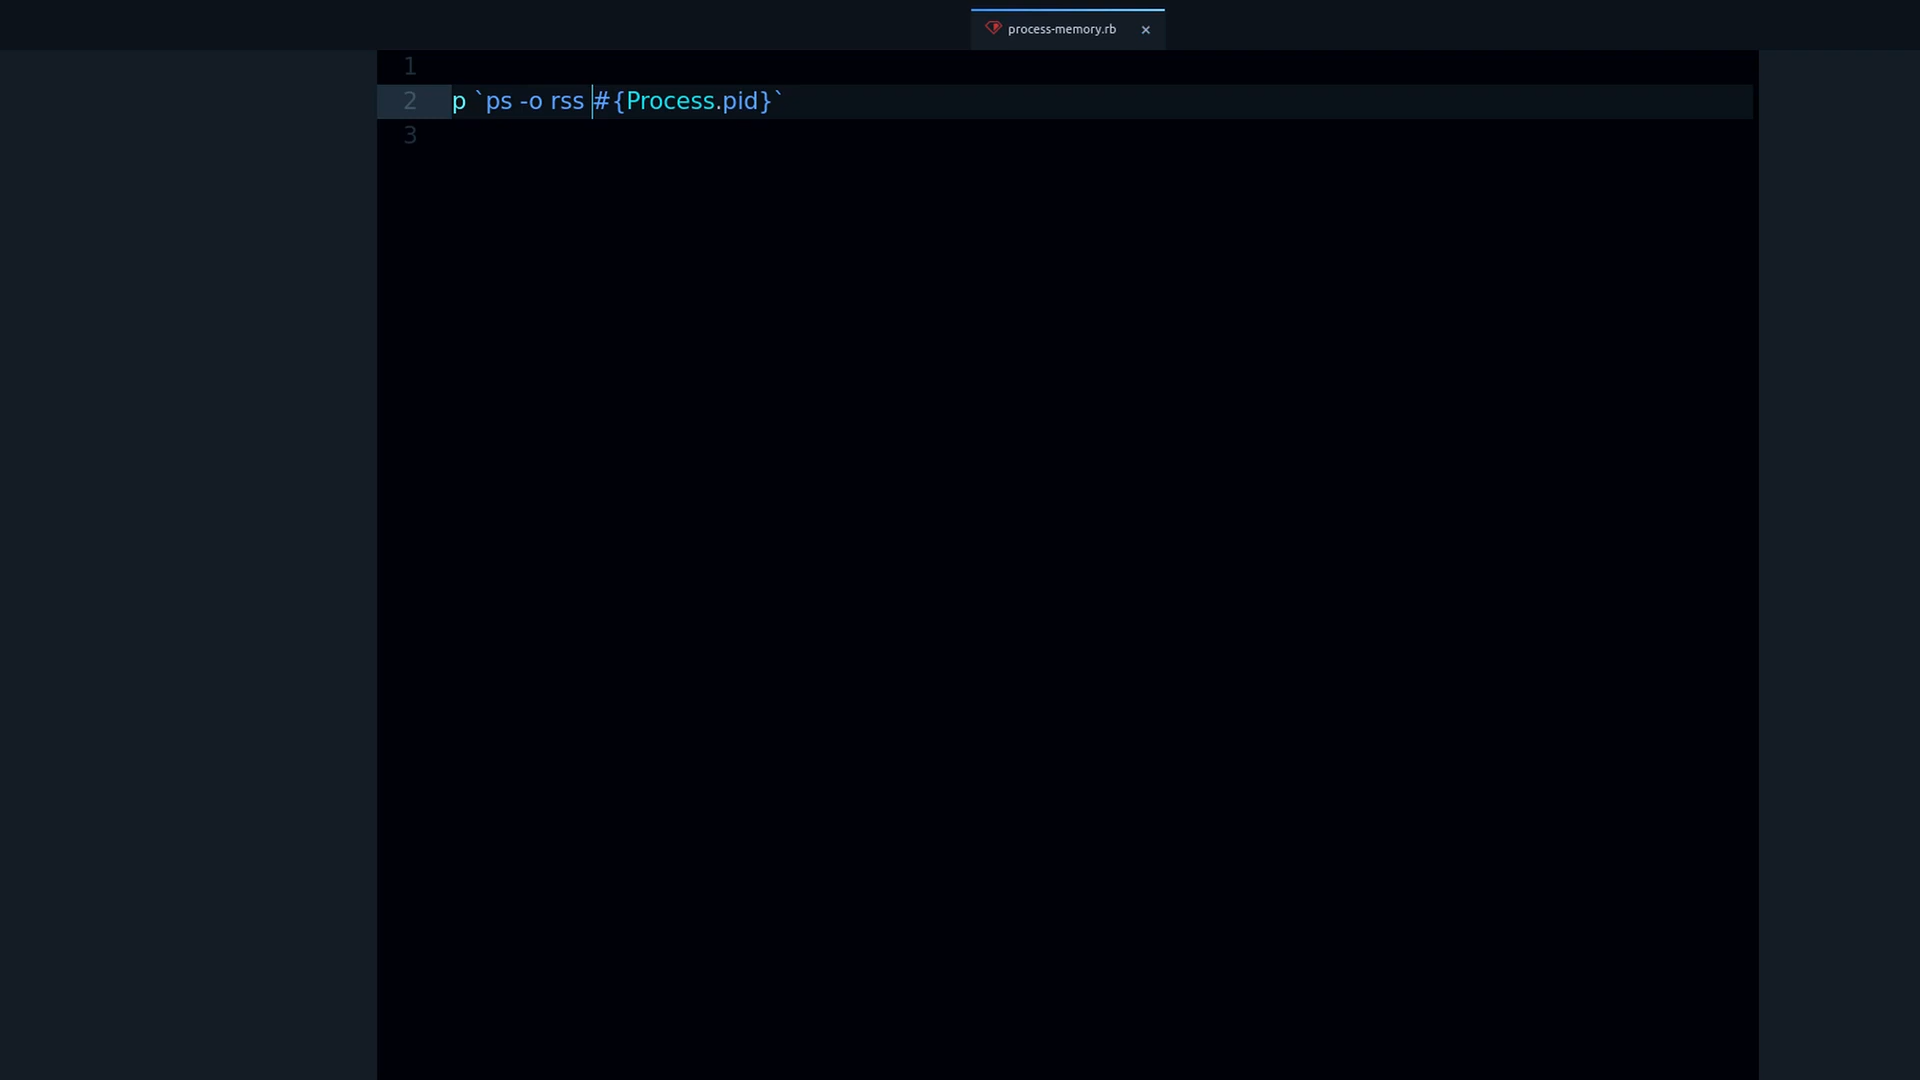 process-memory.rb ×
1
2 p `ps -o rss #{Process.pid}`
3